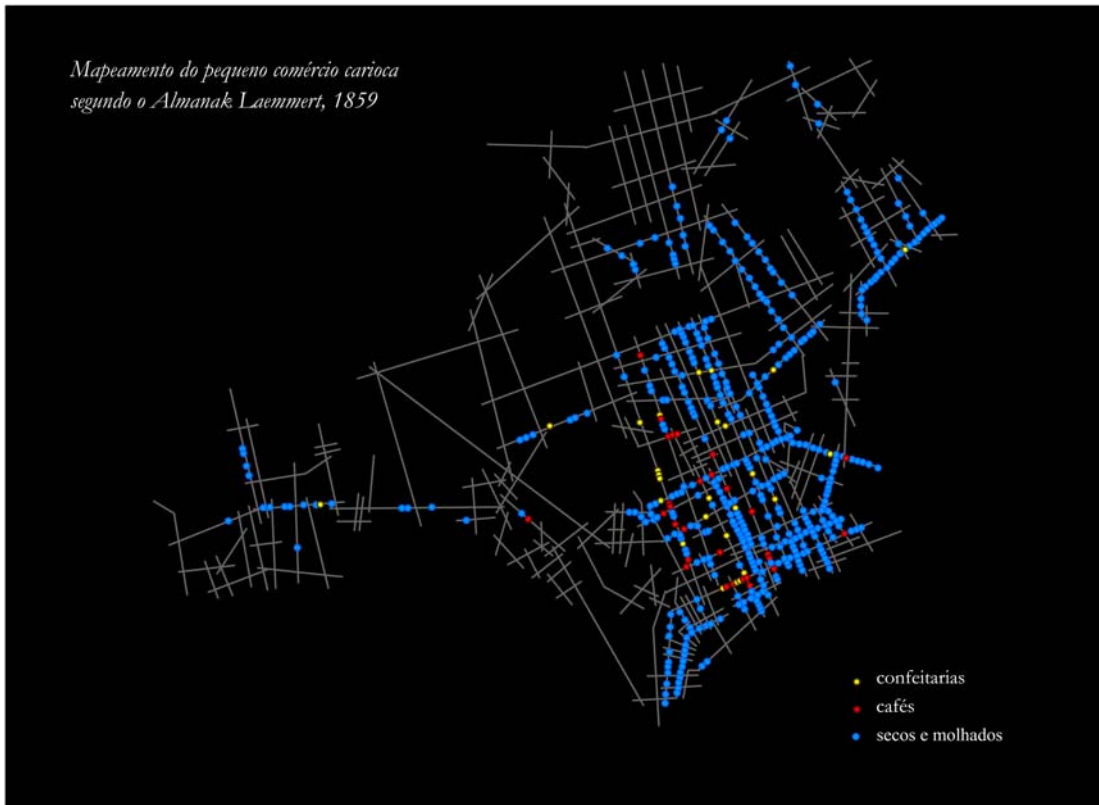 Mapeamento do pequeno comércio carioca
segundo o Almanak Laemmert, 1859
confeitarias
cafés
secos e molhados